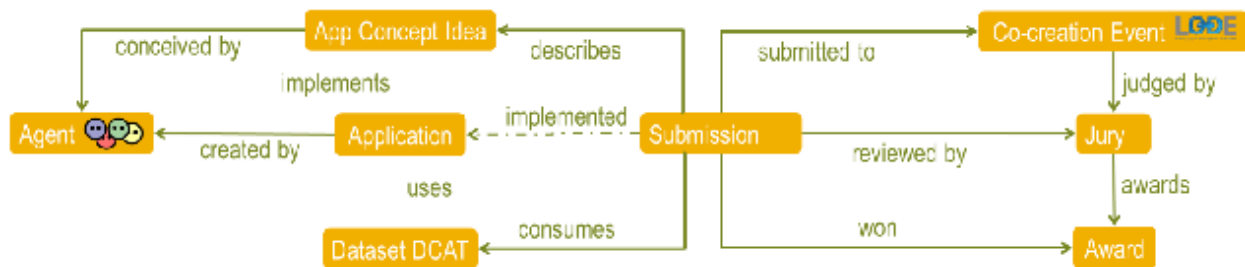 App Concept Idea
Co-creation Event LODE
conceived by
describes
submitted to
implements
judged by
Agent
Application
implemented
Submission
Jury
created by
reviewed by
uses
awards
consumes
won
Dataset DCAT
Award